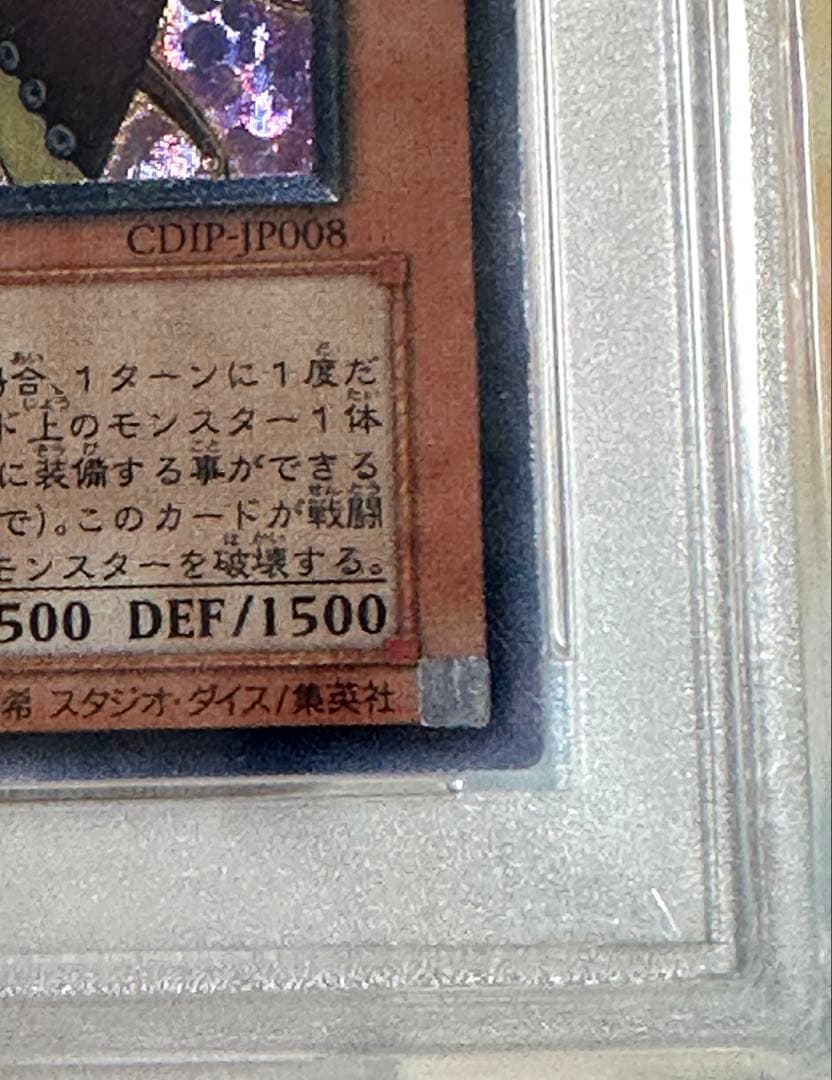 CDIP-JP008
合、1ターンに1度だ
ド上のモンスター1体
に装備する事ができる
で)。このカードが戦闘
モンスターを破壊する。
500 DEF/1500
希 スタジオ・ダイス/集英社